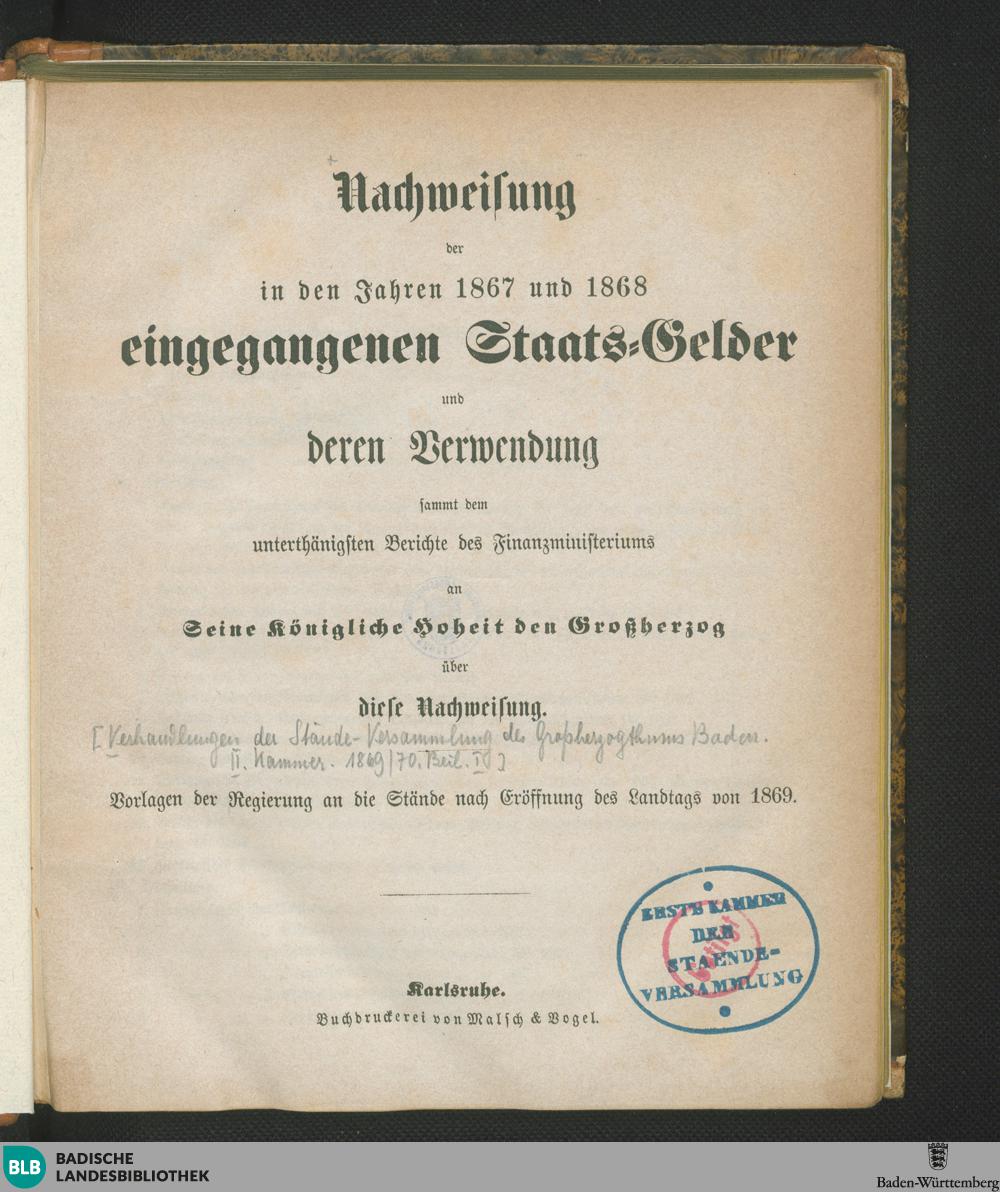 Nachweisung
der
in den Jahren 1867 und 1868
eingegangenen Staats-Gelder
und
deren Verwendung
sammt dem
unterthänigsten Berichte des Finanzministeriums
an
Seine Königliche Hoheit den Großherzog
über
diese Nachweisung.
[Verhandlungen der Stände-Versammlung des Großherzogthums Baden.
II. Kammer. 1869/70. Beil. I]
Vorlagen der Regierung an die Stände nach Eröffnung des Landtags von 1869.
ERSTE KAMMER
DER
STAENDE-
VERSAMMLUNG
Karlsruhe.
Buchdruckerei von Malsch & Vogel.
BLB BADISCHE
LANDESBIBLIOTHEK
Baden-Württemberg